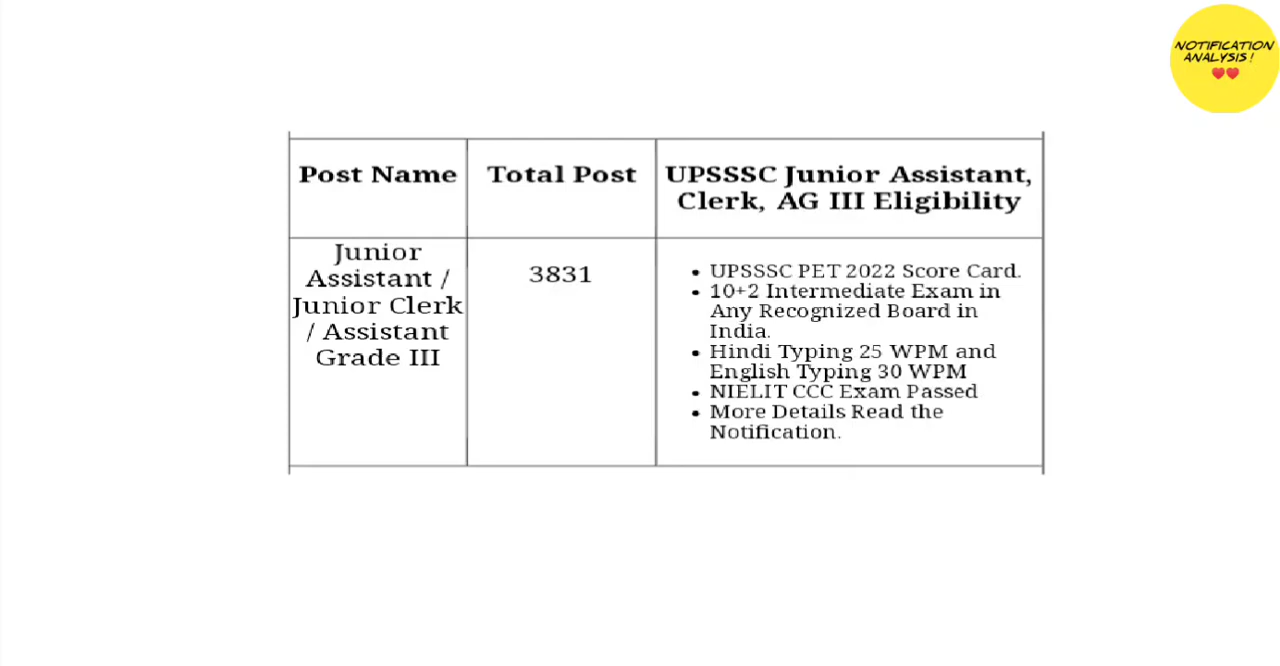 NOTIFICATION
ANALYSIS!
Post Name
Total Post
UPSSSC Junior Assistant,
Clerk, AG III Eligibility
Junior
Assistant /
Junior Clerk
/ Assistant
Grade III
3831
• UPSSSC PET 2022 Score Card.
• 10+2 Intermediate Exam in
Any Recognized Board in
India.
• Hindi Typing 25 WPM and
English Typing 30 WPM
• NIELIT CCC Exam Passed
• More Details Read the
Notification.